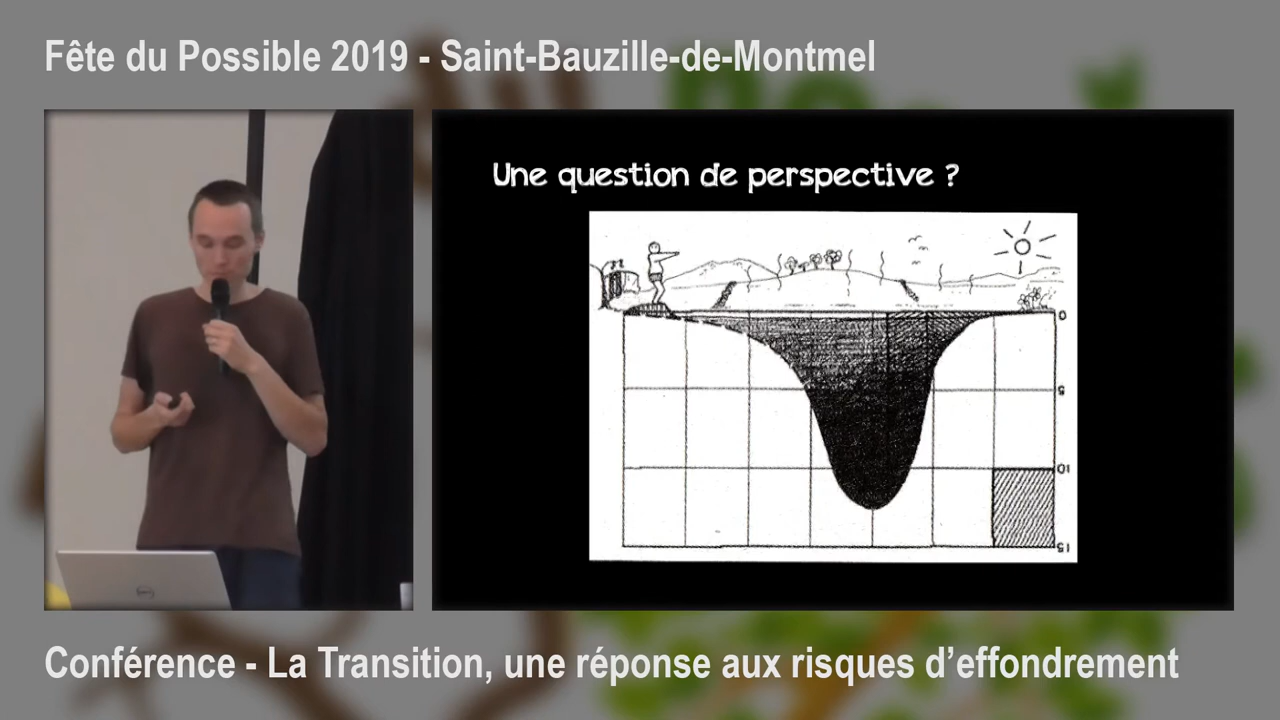 Fête du Possible 2019 - Saint-Bauzille-de-Montmel
Une question de perspective ?
0
5
10
15
Conférence - La Transition, une réponse aux risques d'effondrement